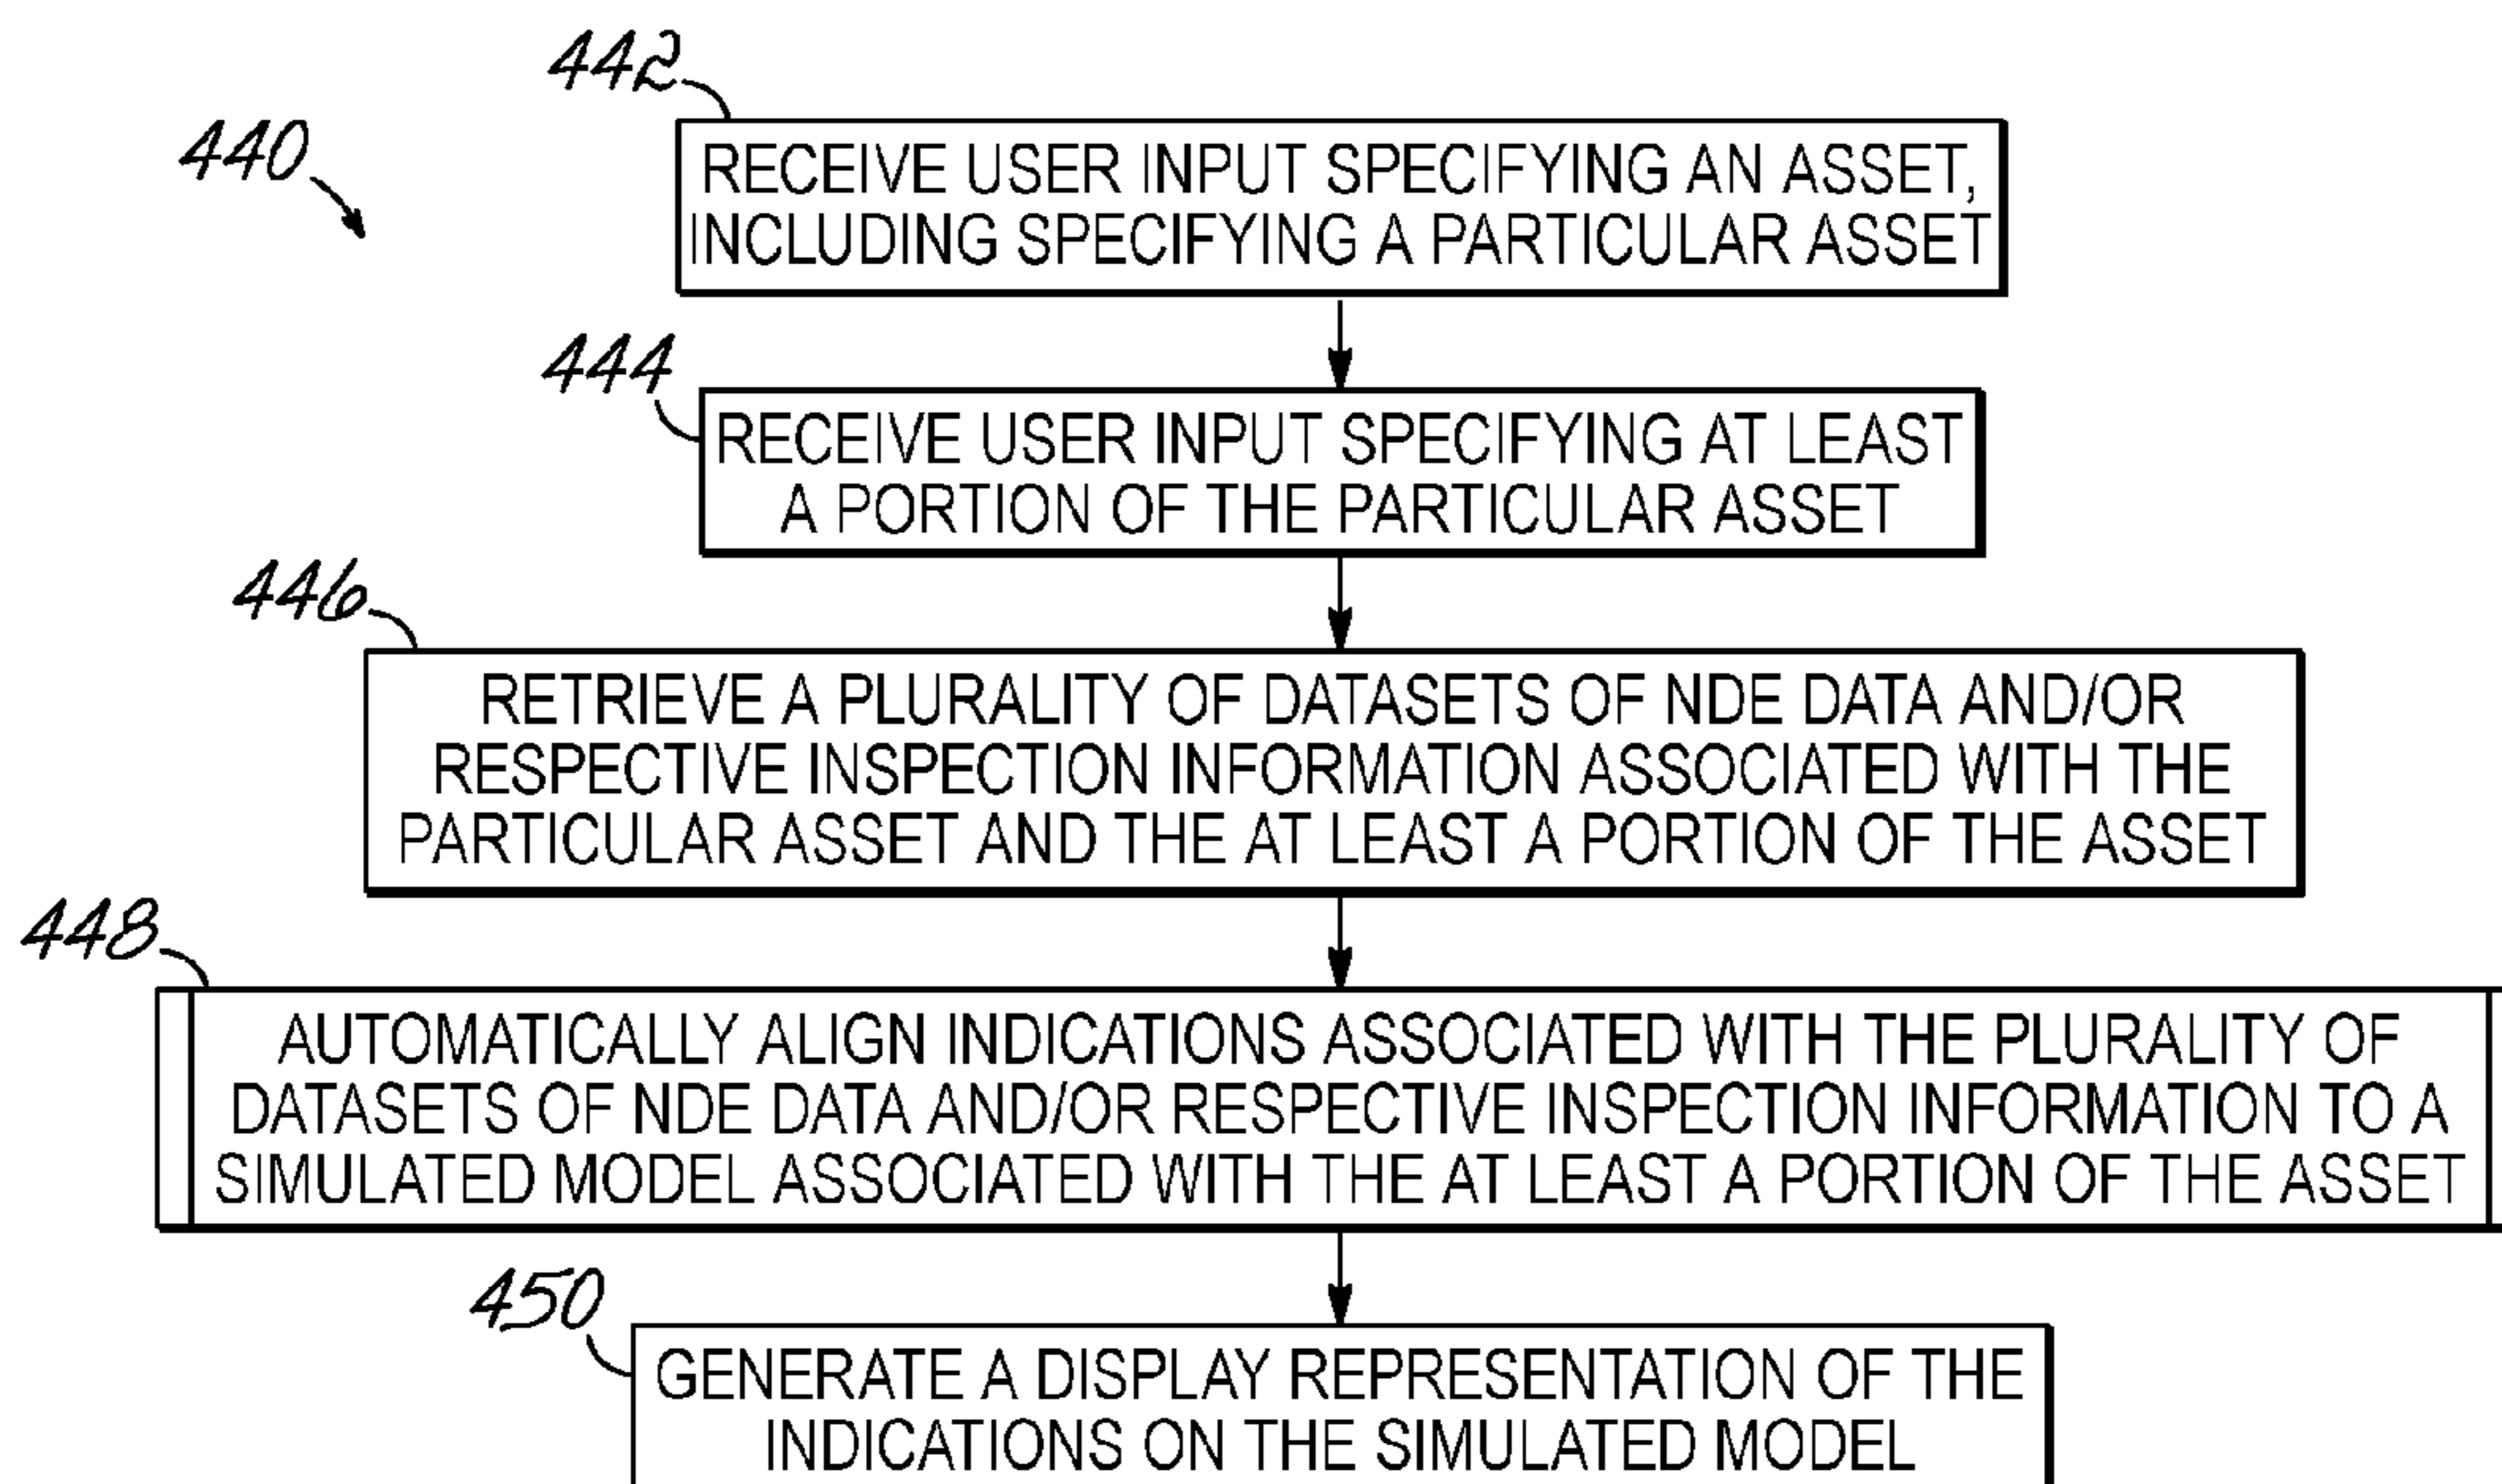 442
440
RECEIVE USER INPUT SPECIFYING AN ASSET,
INCLUDING SPECIFYING A PARTICULAR ASSET
444
RECEIVE USER INPUT SPECIFYING AT LEAST
A PORTION OF THE PARTICULAR ASSET
446
RETRIEVE A PLURALITY OF DATASETS OF NDE DATA AND/OR
RESPECTIVE INSPECTION INFORMATION ASSOCIATED WITH THE
PARTICULAR ASSET AND THE AT LEAST A PORTION OF THE ASSET
448
AUTOMATICALLY ALIGN INDICATIONS ASSOCIATED WITH THE PLURALITY OF
DATASETS OF NDE DATA AND/OR RESPECTIVE INSPECTION INFORMATION TO A
SIMULATED MODEL ASSOCIATED WITH THE AT LEAST A PORTION OF THE ASSET
450
GENERATE A DISPLAY REPRESENTATION OF THE
INDICATIONS ON THE SIMULATED MODEL